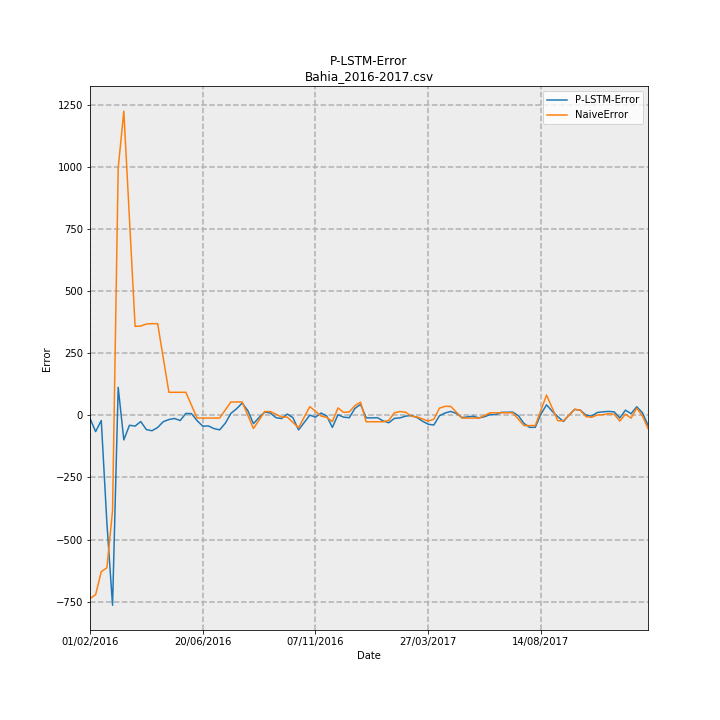 P-LSTM-Error
Bahia_2016-2017.csv
P-LSTM-Error
NaiveError
1250
1000
750
500
250
0
−250
−500
−750
Error
01/02/2016
20/06/2016
07/11/2016
27/03/2017
14/08/2017
Date